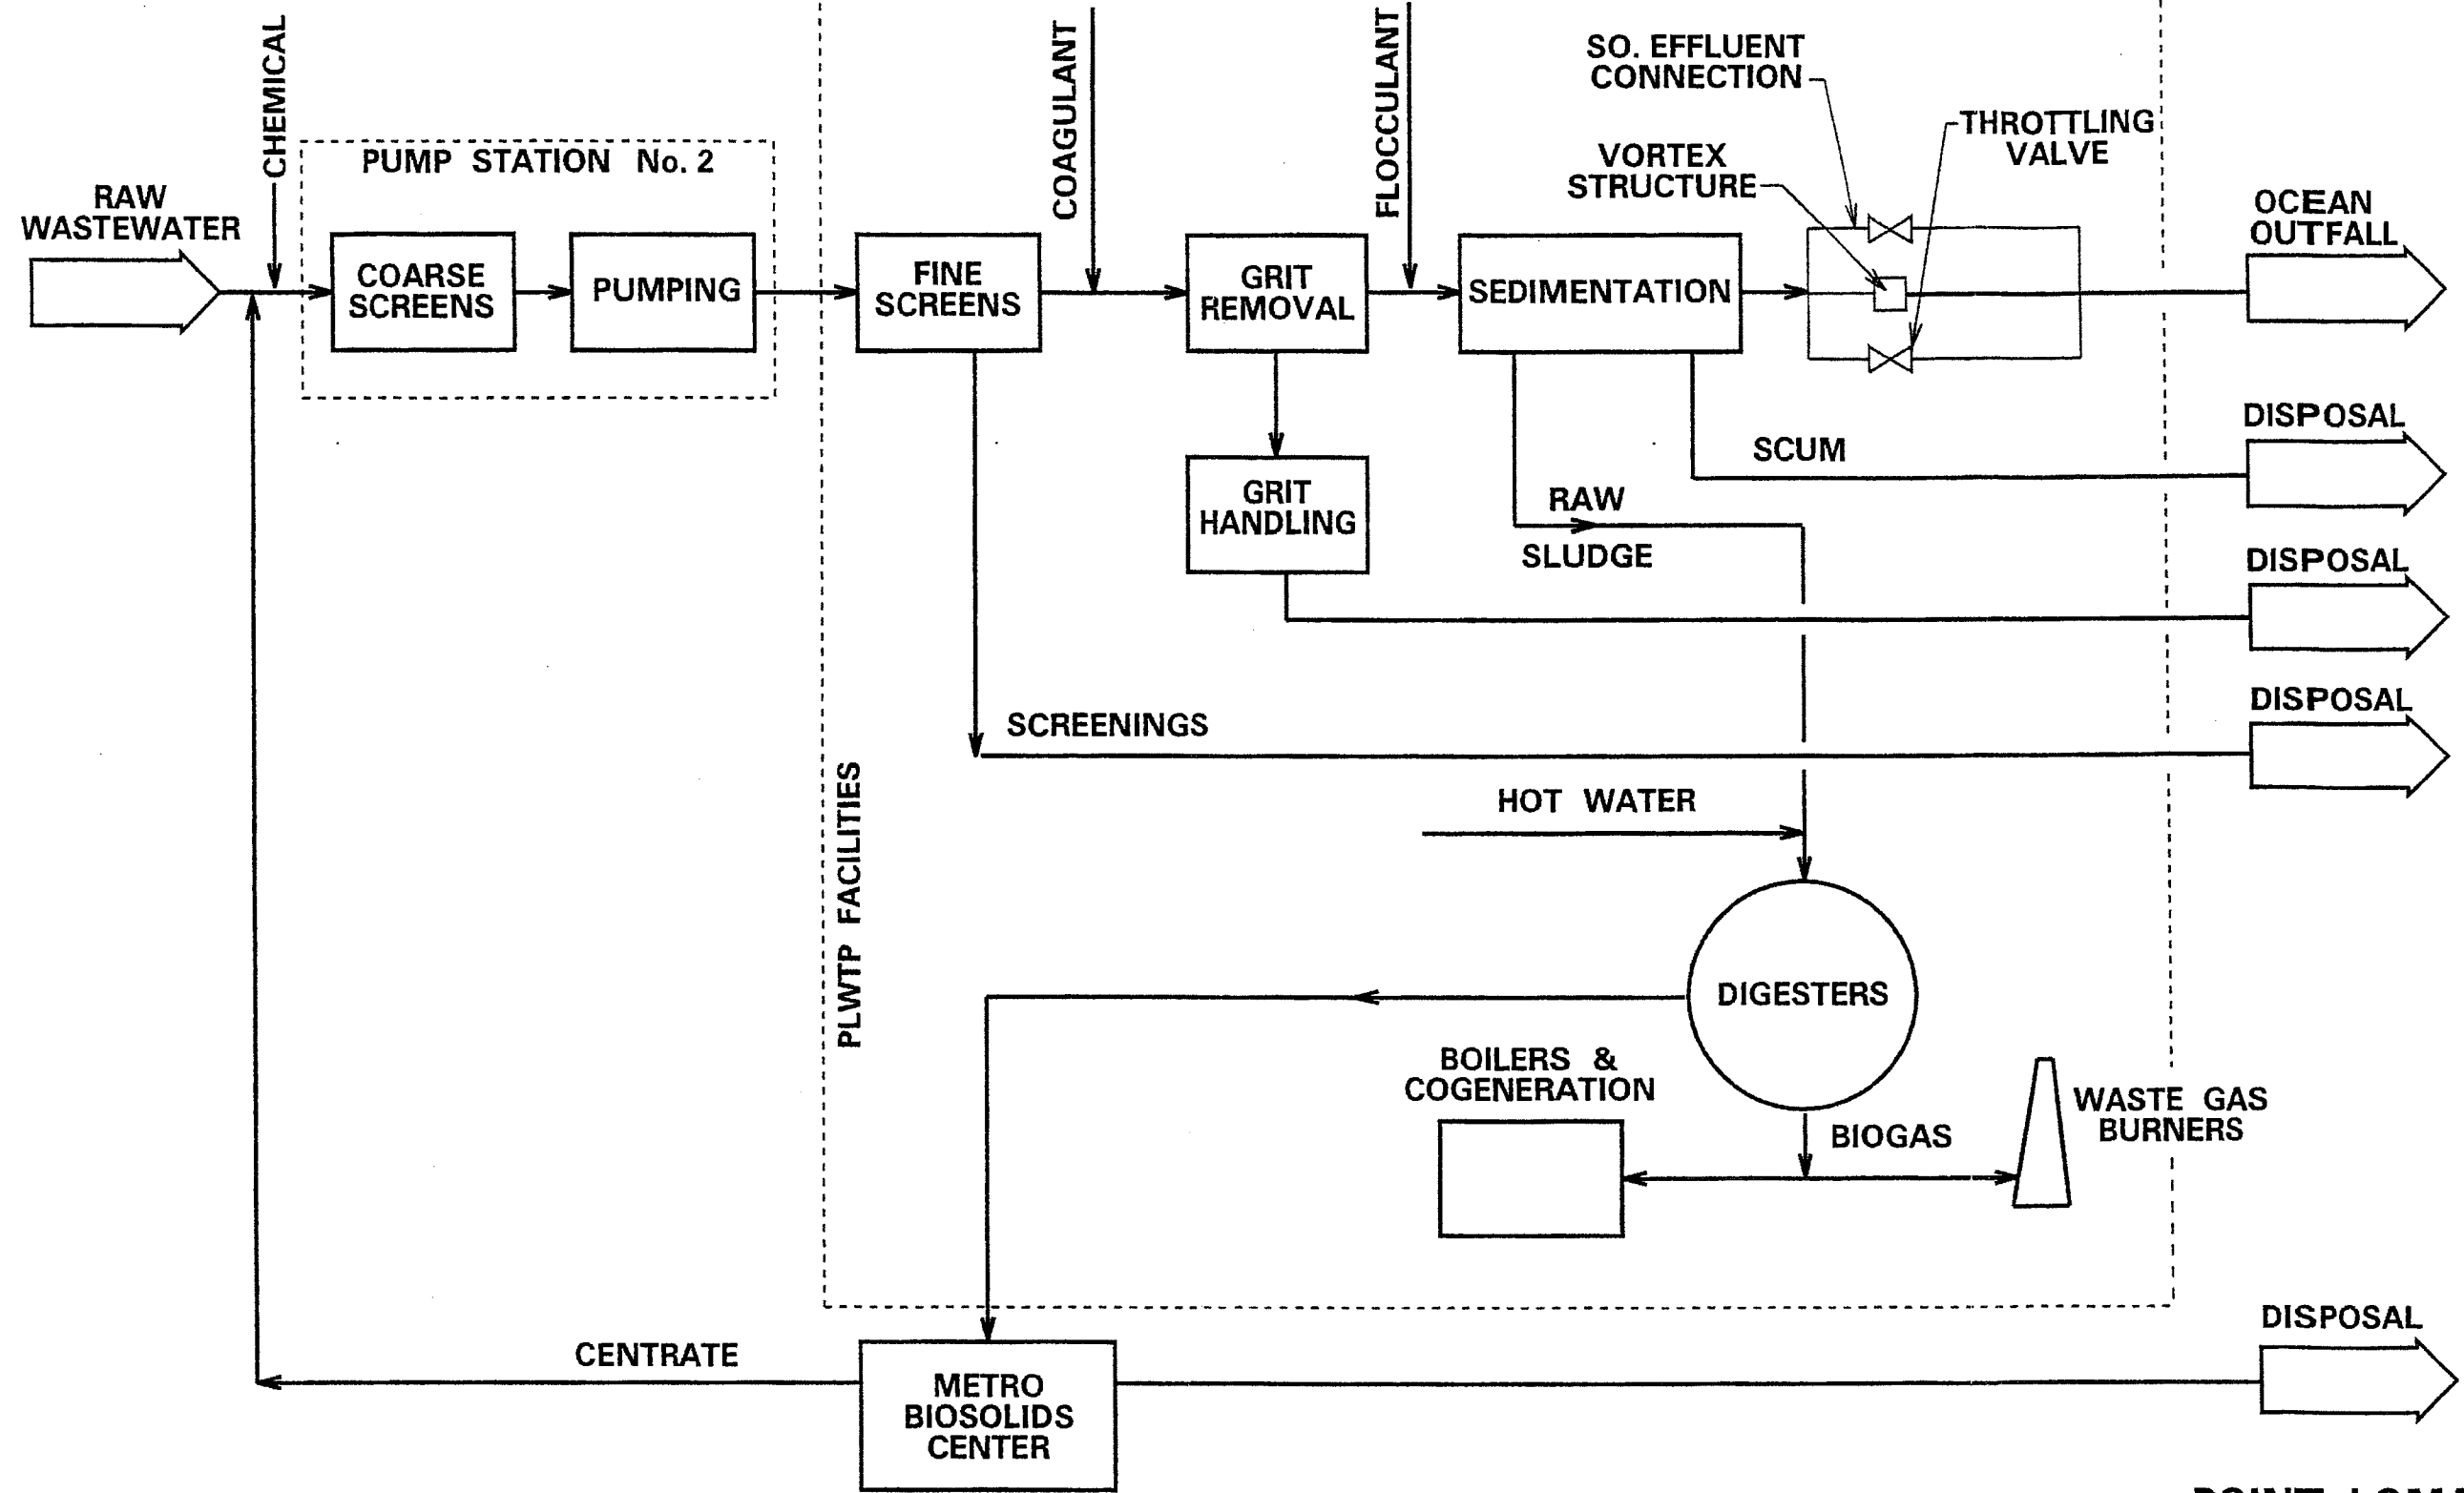 CHEMICAL
COAGULANT
FLOCCULANT
SO. EFFLUENT
CONNECTION
THROTTLING
VALVE
PUMP STATION No. 2
VORTEX
STRUCTURE
RAW
WASTEWATER
OCEAN
OUTFALL
COARSE
SCREENS
PUMPING
FINE
SCREENS
GRIT
REMOVAL
SEDIMENTATION
DISPOSAL
SCUM
GRIT
HANDLING
RAW
SLUDGE
DISPOSAL
SCREENINGS
DISPOSAL
HOT WATER
PLWTP FACILITIES
DIGESTERS
BOILERS &
COGENERATION
BIOGAS
WASTE GAS
BURNERS
CENTRATE
METRO
BIOSOLIDS
CENTER
DISPOSAL